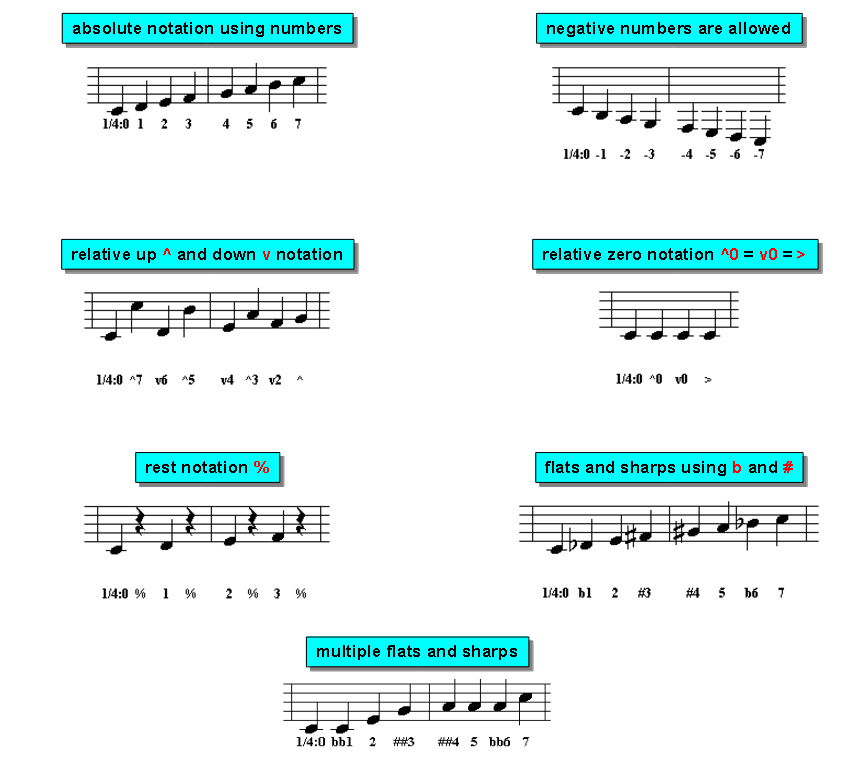 absolute notation using numbers
1/4:0 1 2 3 4 5 6 7
negative numbers are allowed
1/4:0 -1 -2 -3 -4 -5 -6 -7
relative up ^ and down v notation
1/4:0 ^7 v6 ^5 v4 ^3 v2 ^
relative zero notation ^0 = v0 = >
1/4:0 ^0 v0 >
rest notation %
1/4:0 % 1 % 2 % 3 %
flats and sharps using b and #
1/4:0 b1 2 #3 #4 5 b6 7
multiple flats and sharps
1/4:0 bb1 2 ##3 ##4 5 bb6 7